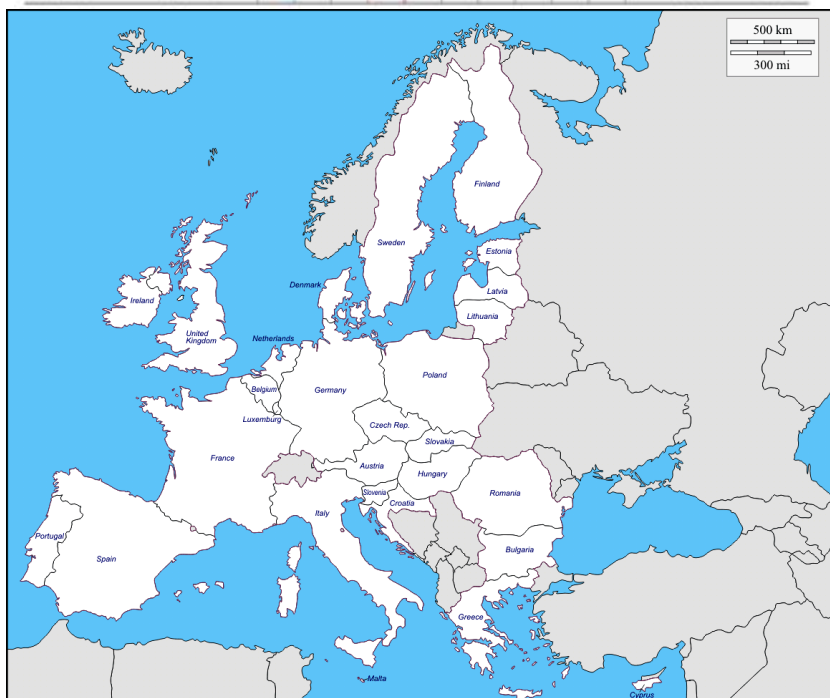 500 km
300 mi
Finland
Sweden
Estonia
Denmark
Latvia
Ireland
Lithuania
United
Kingdom
Netherlands
Poland
Belgium
Germany
Luxemburg
Czech Rep.
Slovakia
France
Austria
Hungary
Slovenia
Romania
Croatia
Italy
Portugal
Bulgaria
Spain
Greece
Malta
Cyprus